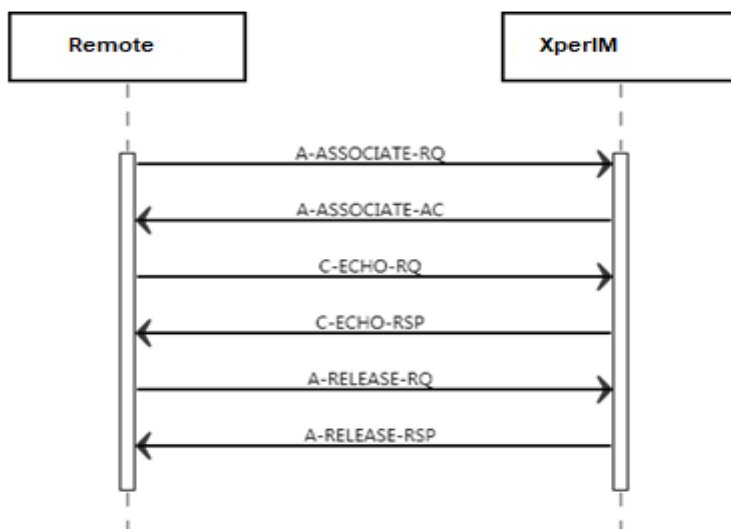 Remote
XperIM
A-ASSOCIATE-RQ
A-ASSOCIATE-AC
C-ECHO-RQ
C-ECHO-RSP
A-RELEASE-RQ
A-RELEASE-RSP